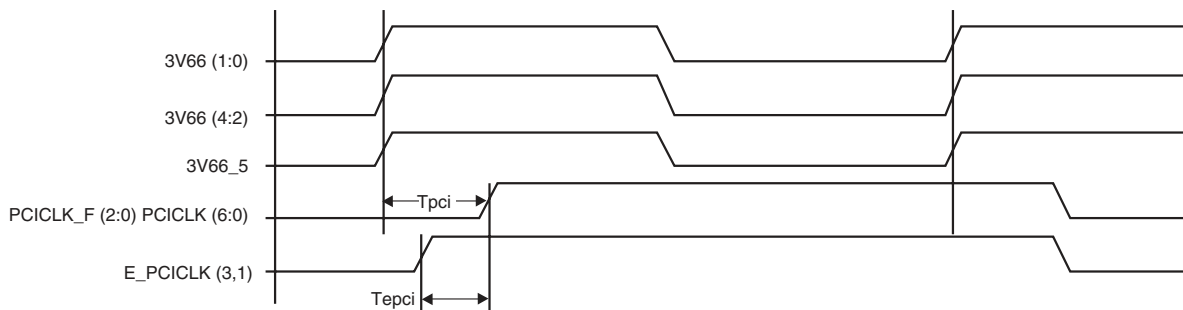 3V66 (1:0)
3V66 (4:2)
3V66_5
Tpci
PCICLK_F (2:0) PCICLK (6:0)
E_PCICLK (3,1)
Tepci